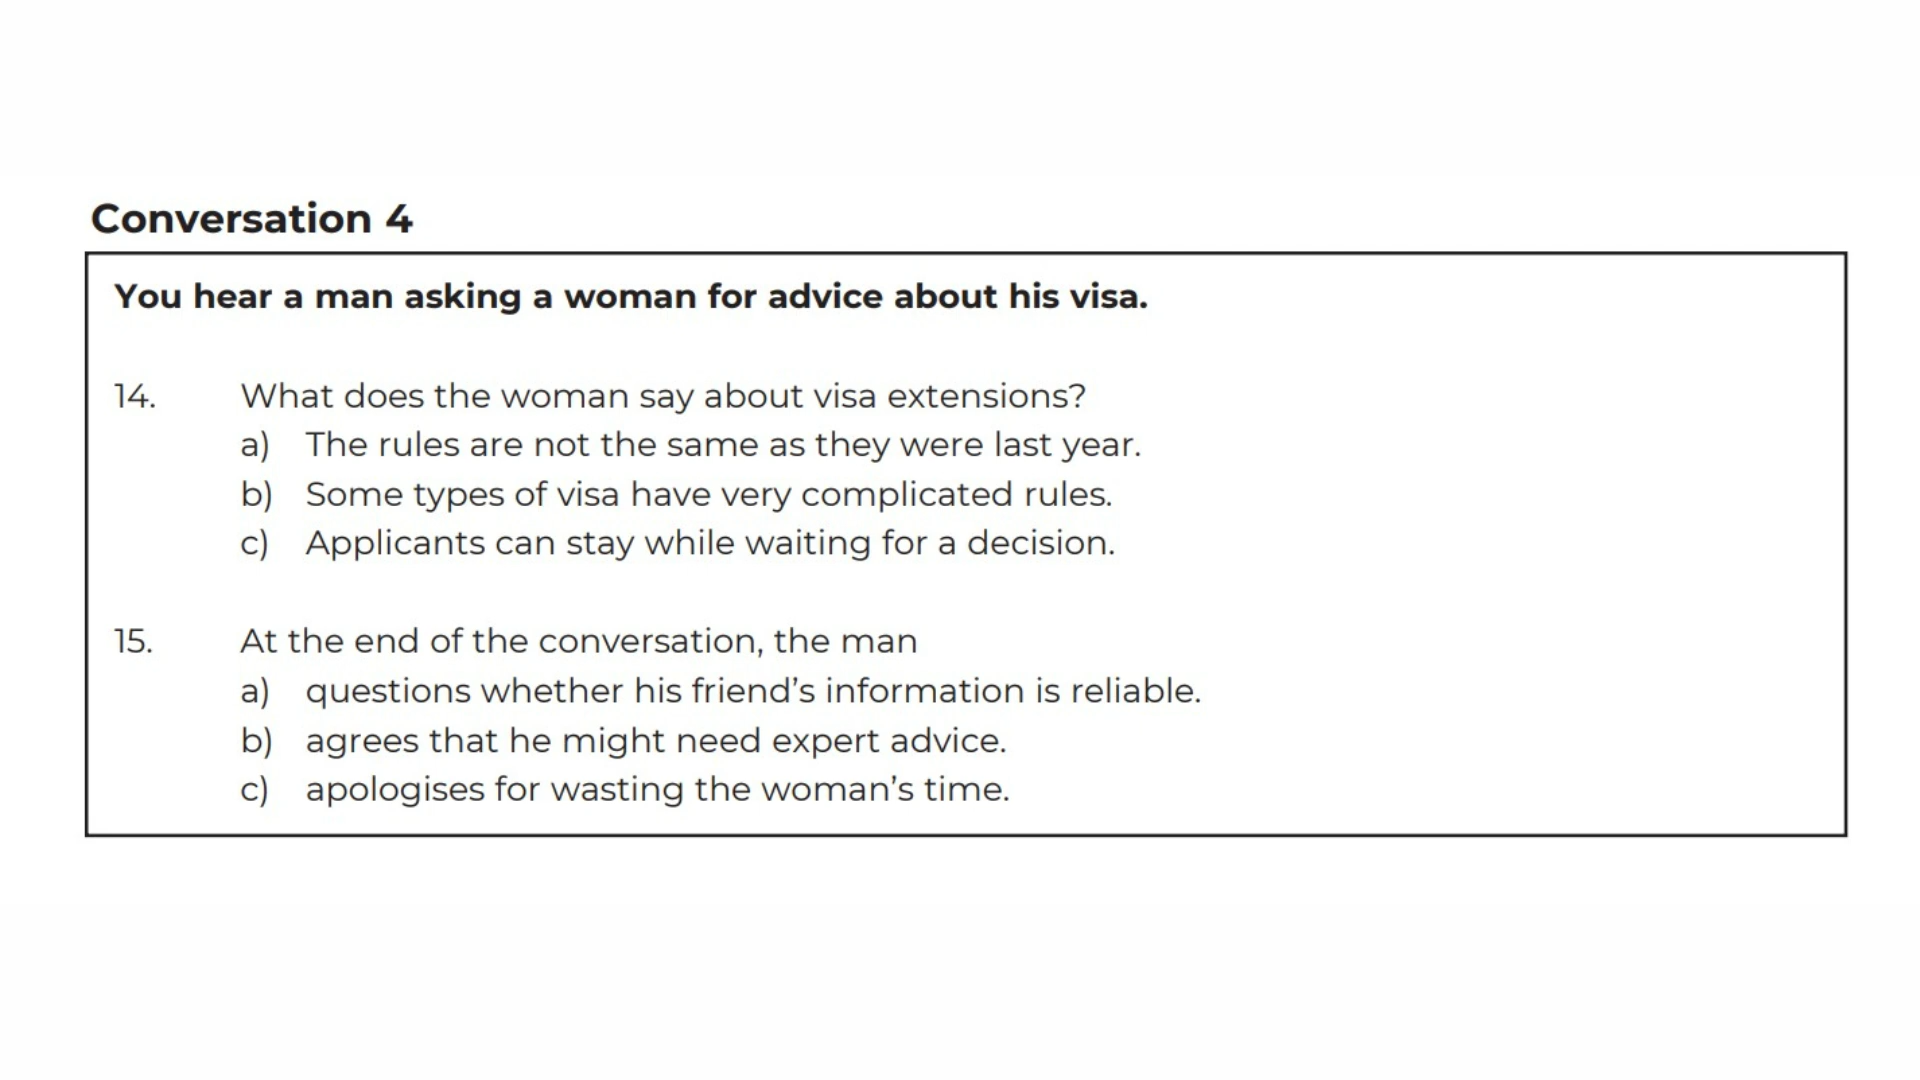 Conversation 4
You hear a man asking a woman for advice about his visa.
14. What does the woman say about visa extensions?
a) The rules are not the same as they were last year.
b) Some types of visa have very complicated rules.
c) Applicants can stay while waiting for a decision.
15. At the end of the conversation, the man
a) questions whether his friend’s information is reliable.
b) agrees that he might need expert advice.
c) apologises for wasting the woman’s time.